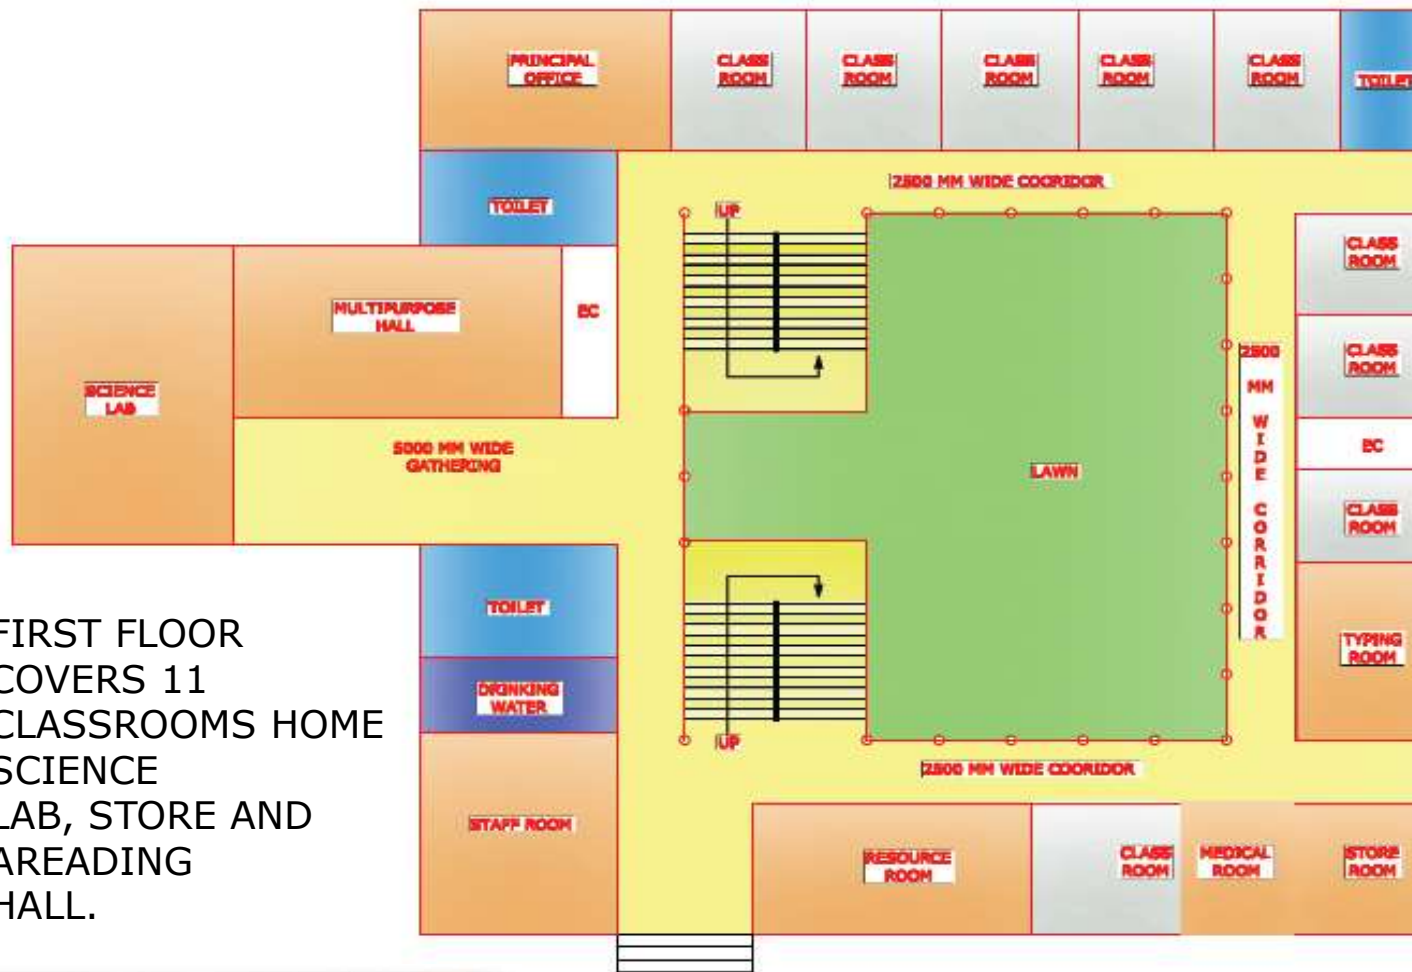 PRINCIPAL
OFFICE
CLASS
ROOM
CLASS
ROOM
CLASS
ROOM
CLASS
ROOM
CLASS
ROOM
TOILET
2500 MM WIDE COORIDOR
TOILET
UP
CLASS
ROOM
MULTIPURPOSE
HALL
EC
SCIENCE
LAB
2500 MM WIDE CORRIDOR
CLASS
ROOM
5000 MM WIDE
GATHERING
LAWN
EC
CLASS
ROOM
TOILET
TYPING
ROOM
DRINKING
WATER
UP
2500 MM WIDE COORIDOR
STAFF ROOM
RESOURCE
ROOM
CLASS
ROOM
MEDICAL
ROOM
STORE
ROOM
FIRST FLOOR
COVERS 11
CLASSROOMS HOME
SCIENCE
LAB, STORE AND
AREADING
HALL.